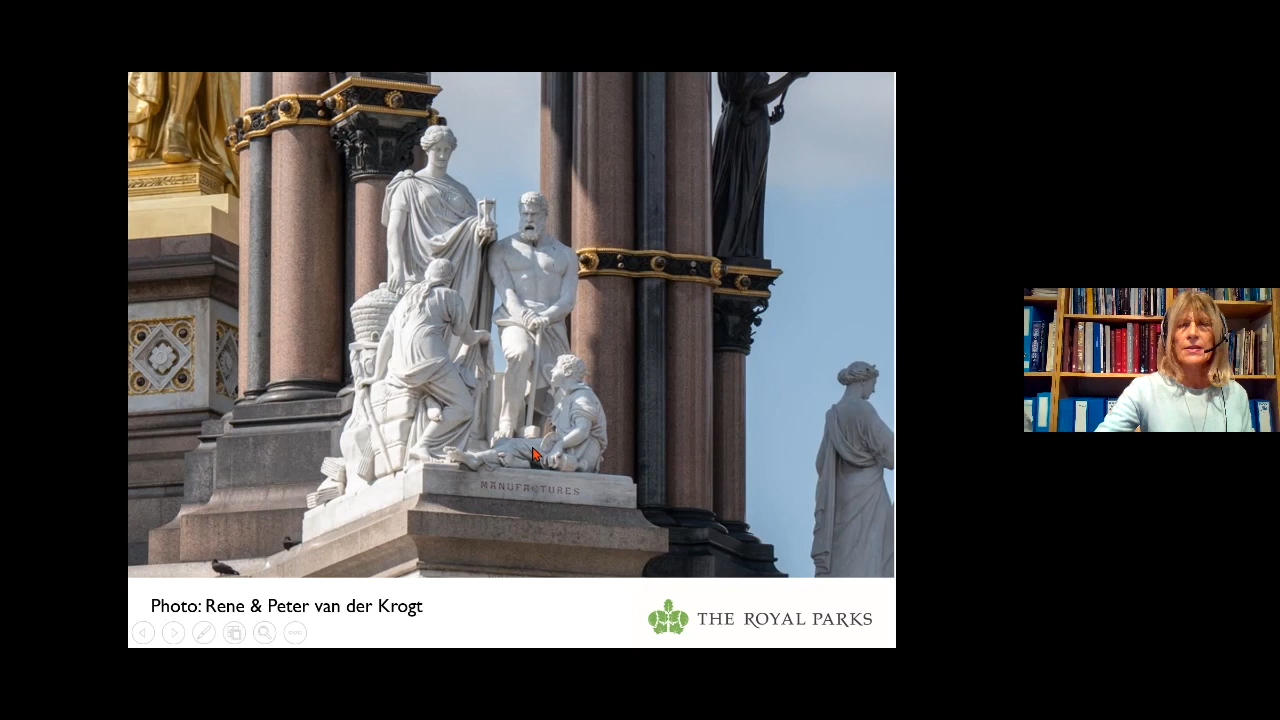 MANUFACTURES
Photo: Rene & Peter van der Krogt
THE ROYAL PARKS